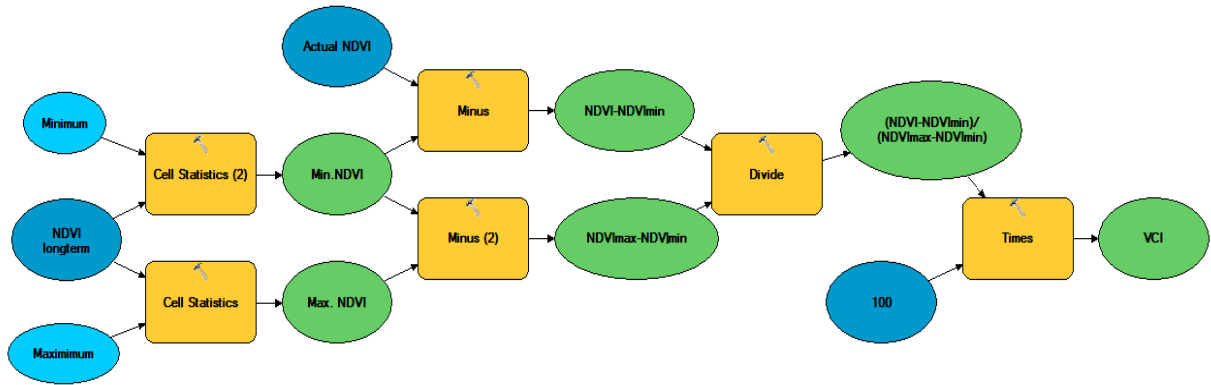 Actual NDVI
Minus
NDVI-NDVImin
(NDVI-NDVImin)/
(NDVImax-NDVImin)
Minimum
Cell Statistics (2)
Min.NDVI
Divide
NDVI
longterm
Minus (2)
NDVImax-NDVImin
Times
VCI
Cell Statistics
Max. NDVI
100
Maximimum